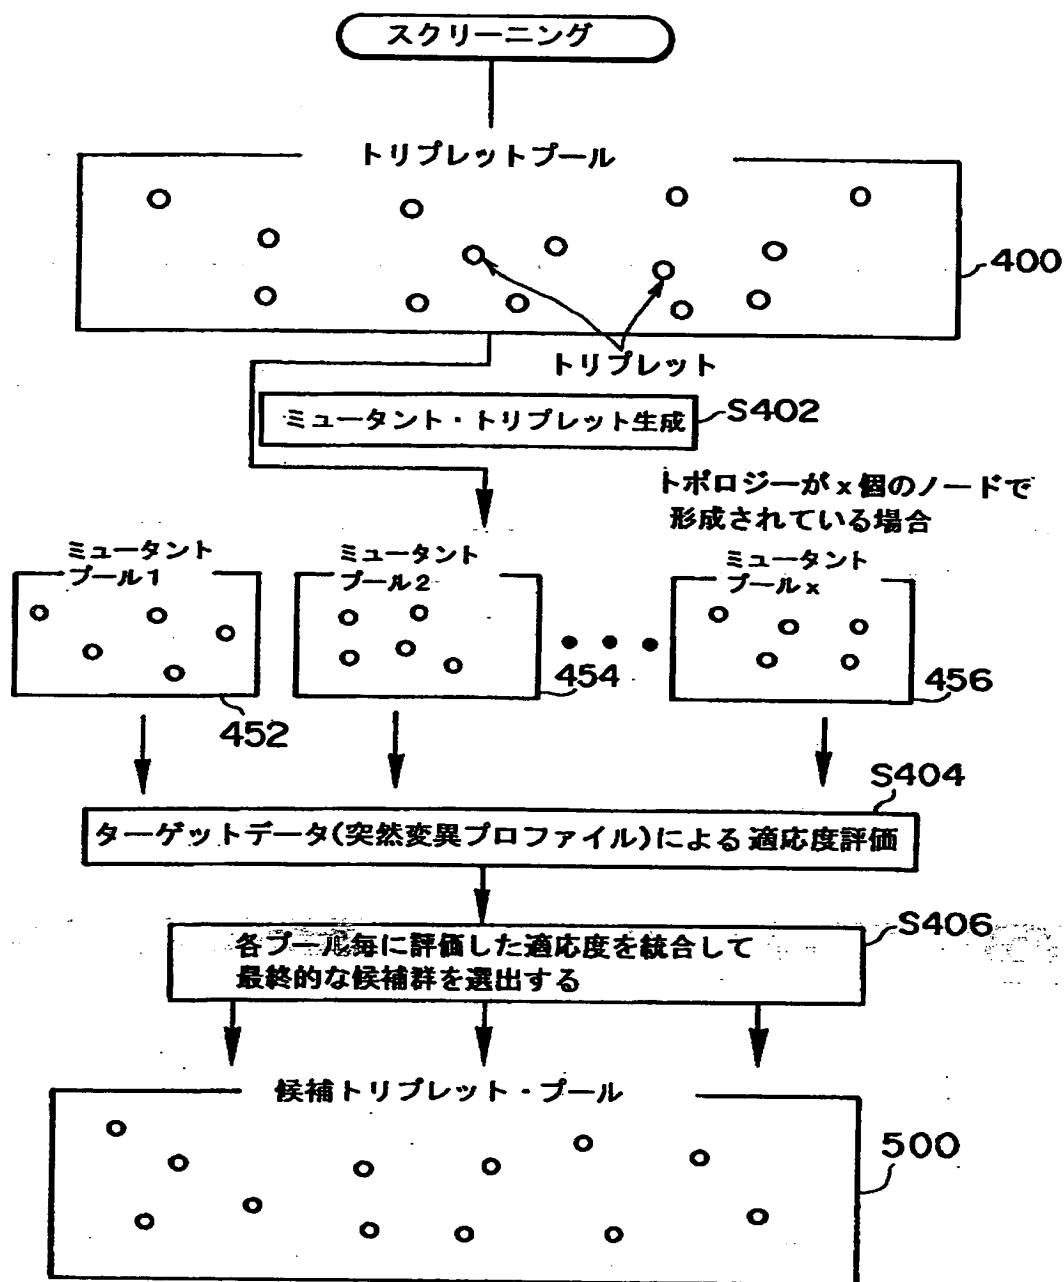 スクリーニング
トリプレットプール
400
トリプレット
ミュータント・トリプレット生成
S402
トポロジーがx個のノードで
形成されている場合
ミュータント
プール1
452
ミュータント
プール2
454
ミュータント
プールx
456
S404
ターゲットデータ(突然変異プロファイル)による適応度評価
S406
各プール毎に評価した適応度を統合して
最終的な候補群を選出する
候補トリプレット・プール
500